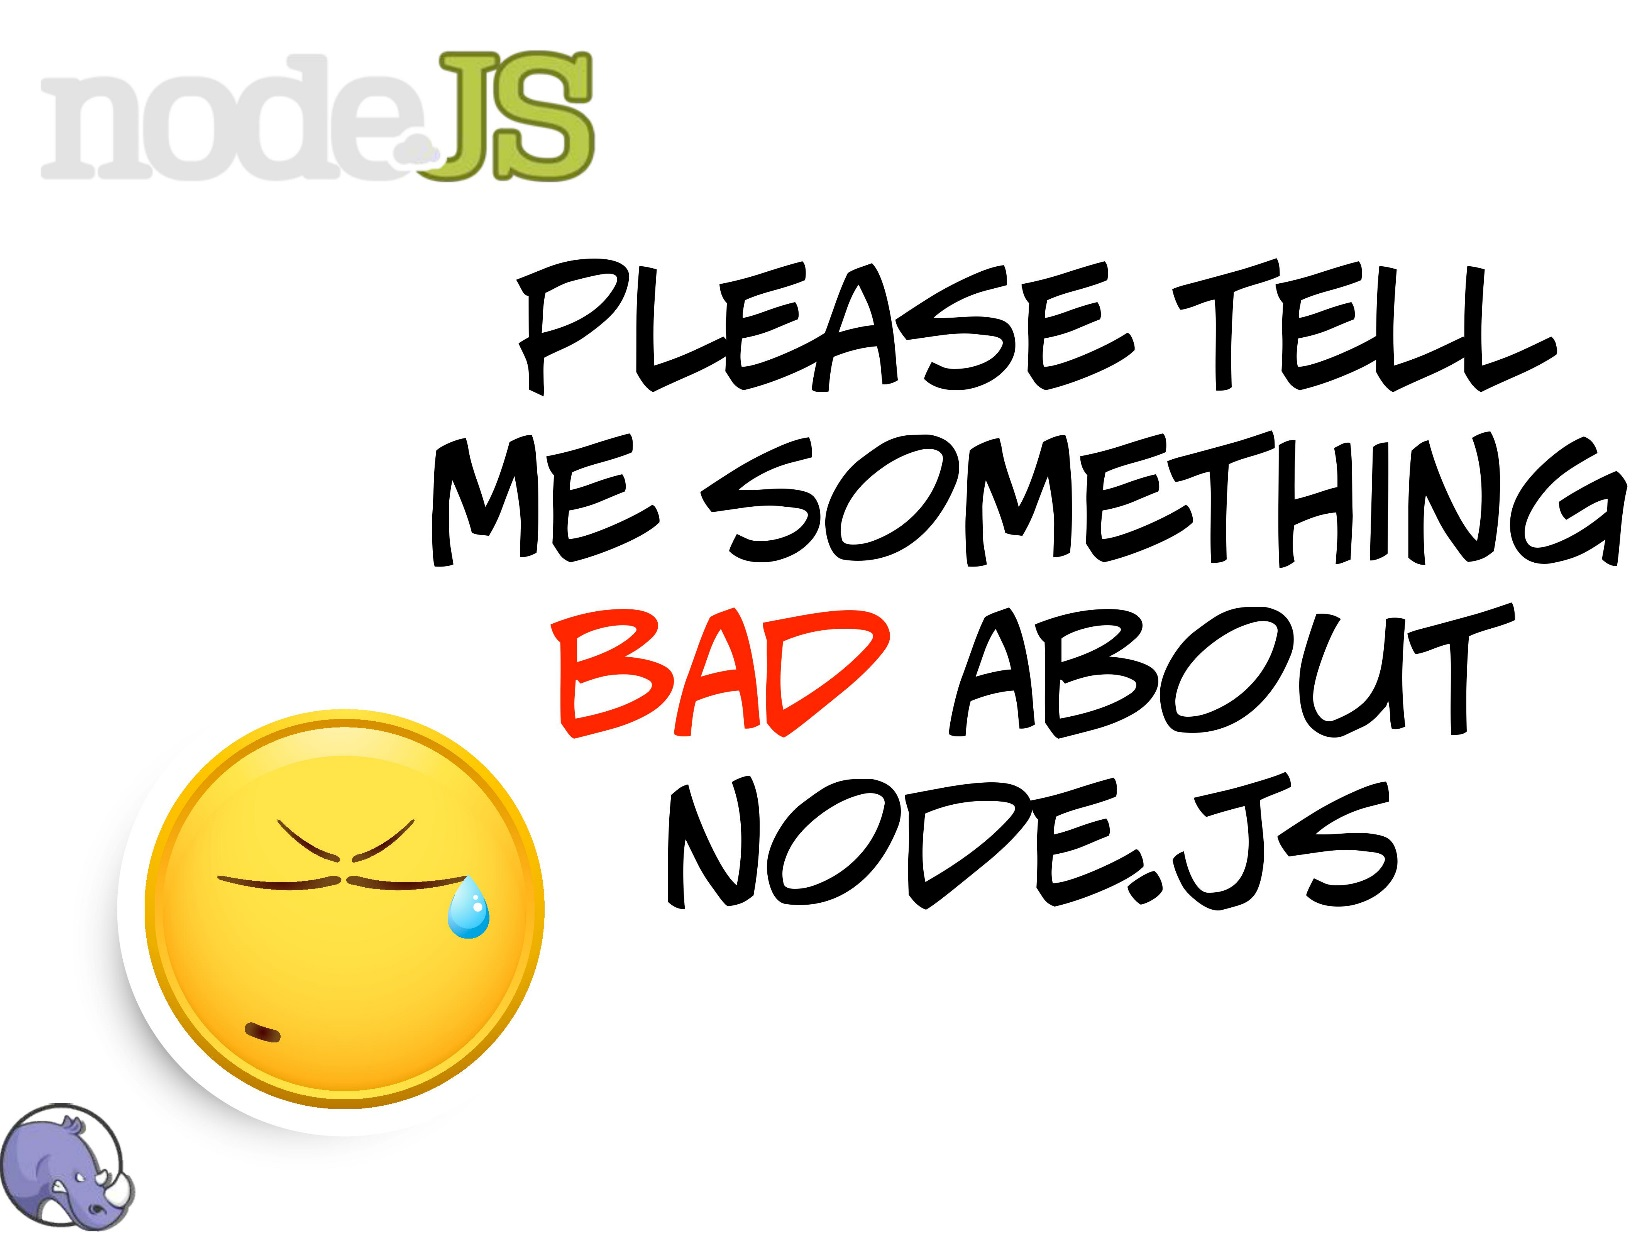 nodeJS
PLEASE TELL
ME SOMETHING
BAD ABOUT
NODE.JS